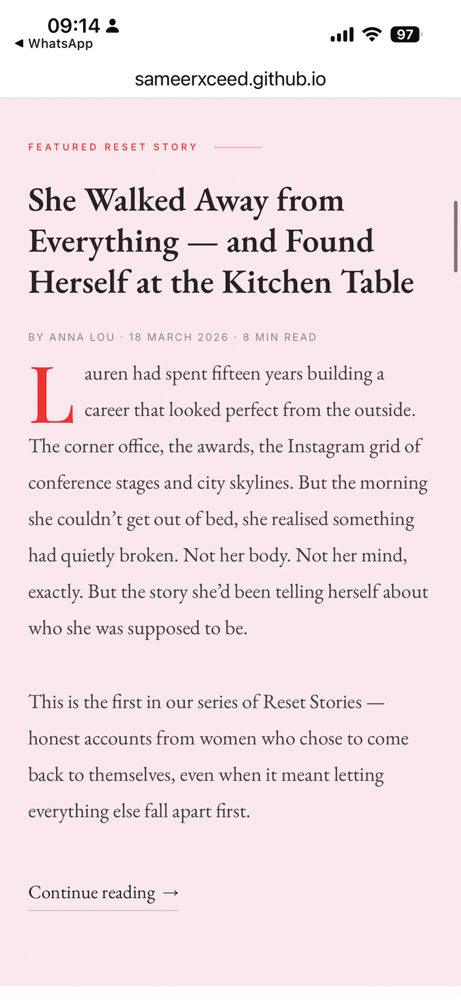 09:14
◀ WhatsApp
97
sameerxceed.github.io
FEATURED RESET STORY
She Walked Away from
Everything — and Found
Herself at the Kitchen Table
BY ANNA LOU · 18 MARCH 2026 · 8 MIN READ
Lauren had spent fifteen years building a
career that looked perfect from the outside.
The corner office, the awards, the Instagram grid of
conference stages and city skylines. But the morning
she couldn’t get out of bed, she realised something
had quietly broken. Not her body. Not her mind,
exactly. But the story she’d been telling herself about
who she was supposed to be.
This is the first in our series of Reset Stories —
honest accounts from women who chose to come
back to themselves, even when it meant letting
everything else fall apart first.
Continue reading →